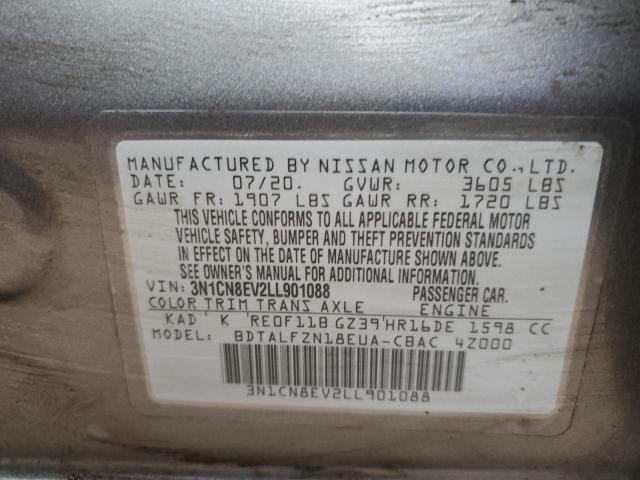 MANUFACTURED BY NISSAN MOTOR CO.,LTD.
DATE: 07/20. GVWR: 3605 LBS
GAWR FR: 1907 LBS GAWR RR: 1720 LBS
THIS VEHICLE CONFORMS TO ALL APPLICABLE FEDERAL MOTOR
VEHICLE SAFETY, BUMPER AND THEFT PREVENTION STANDARDS
IN EFFECT ON THE DATE OF MANUFACTURE SHOWN ABOVE.
SEE OWNER'S MANUAL FOR ADDITIONAL INFORMATION.
VIN: 3N1CN8EV2LL901088 PASSENGER CAR.
COLOR TRIM TRANS AXLE ENGINE
KAD K RE0F11B GZ39 HR16DE 1598 CC
MODEL: BDTALFZN18EUA-CBAC 4Z000
3N1CN8EV2LL901088